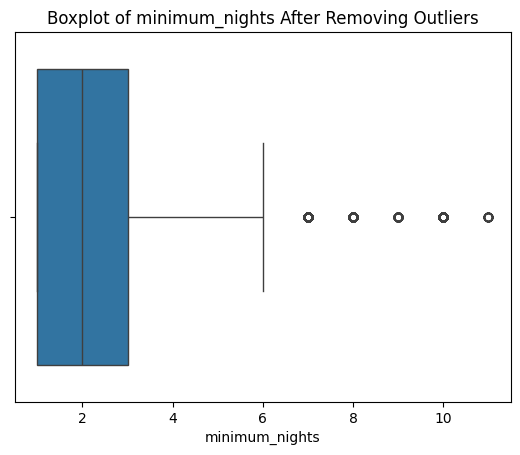 Boxplot of minimum_nights After Removing Outliers
2 4 6 8 10
minimum_nights